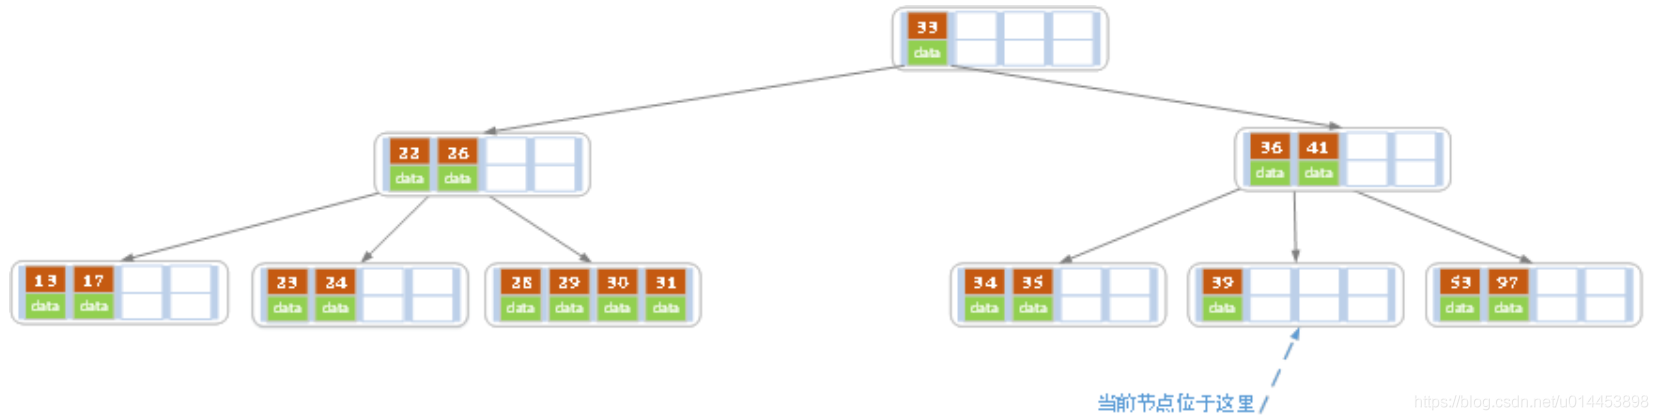 33
data
22 26
data data
36 41
data data
13 17
data data
23 24
data data
28 29 30 31
data data data data
34 35
data data
39
data
53 97
data data
当前节点位于这里
https://blog.csdn.net/u014453898